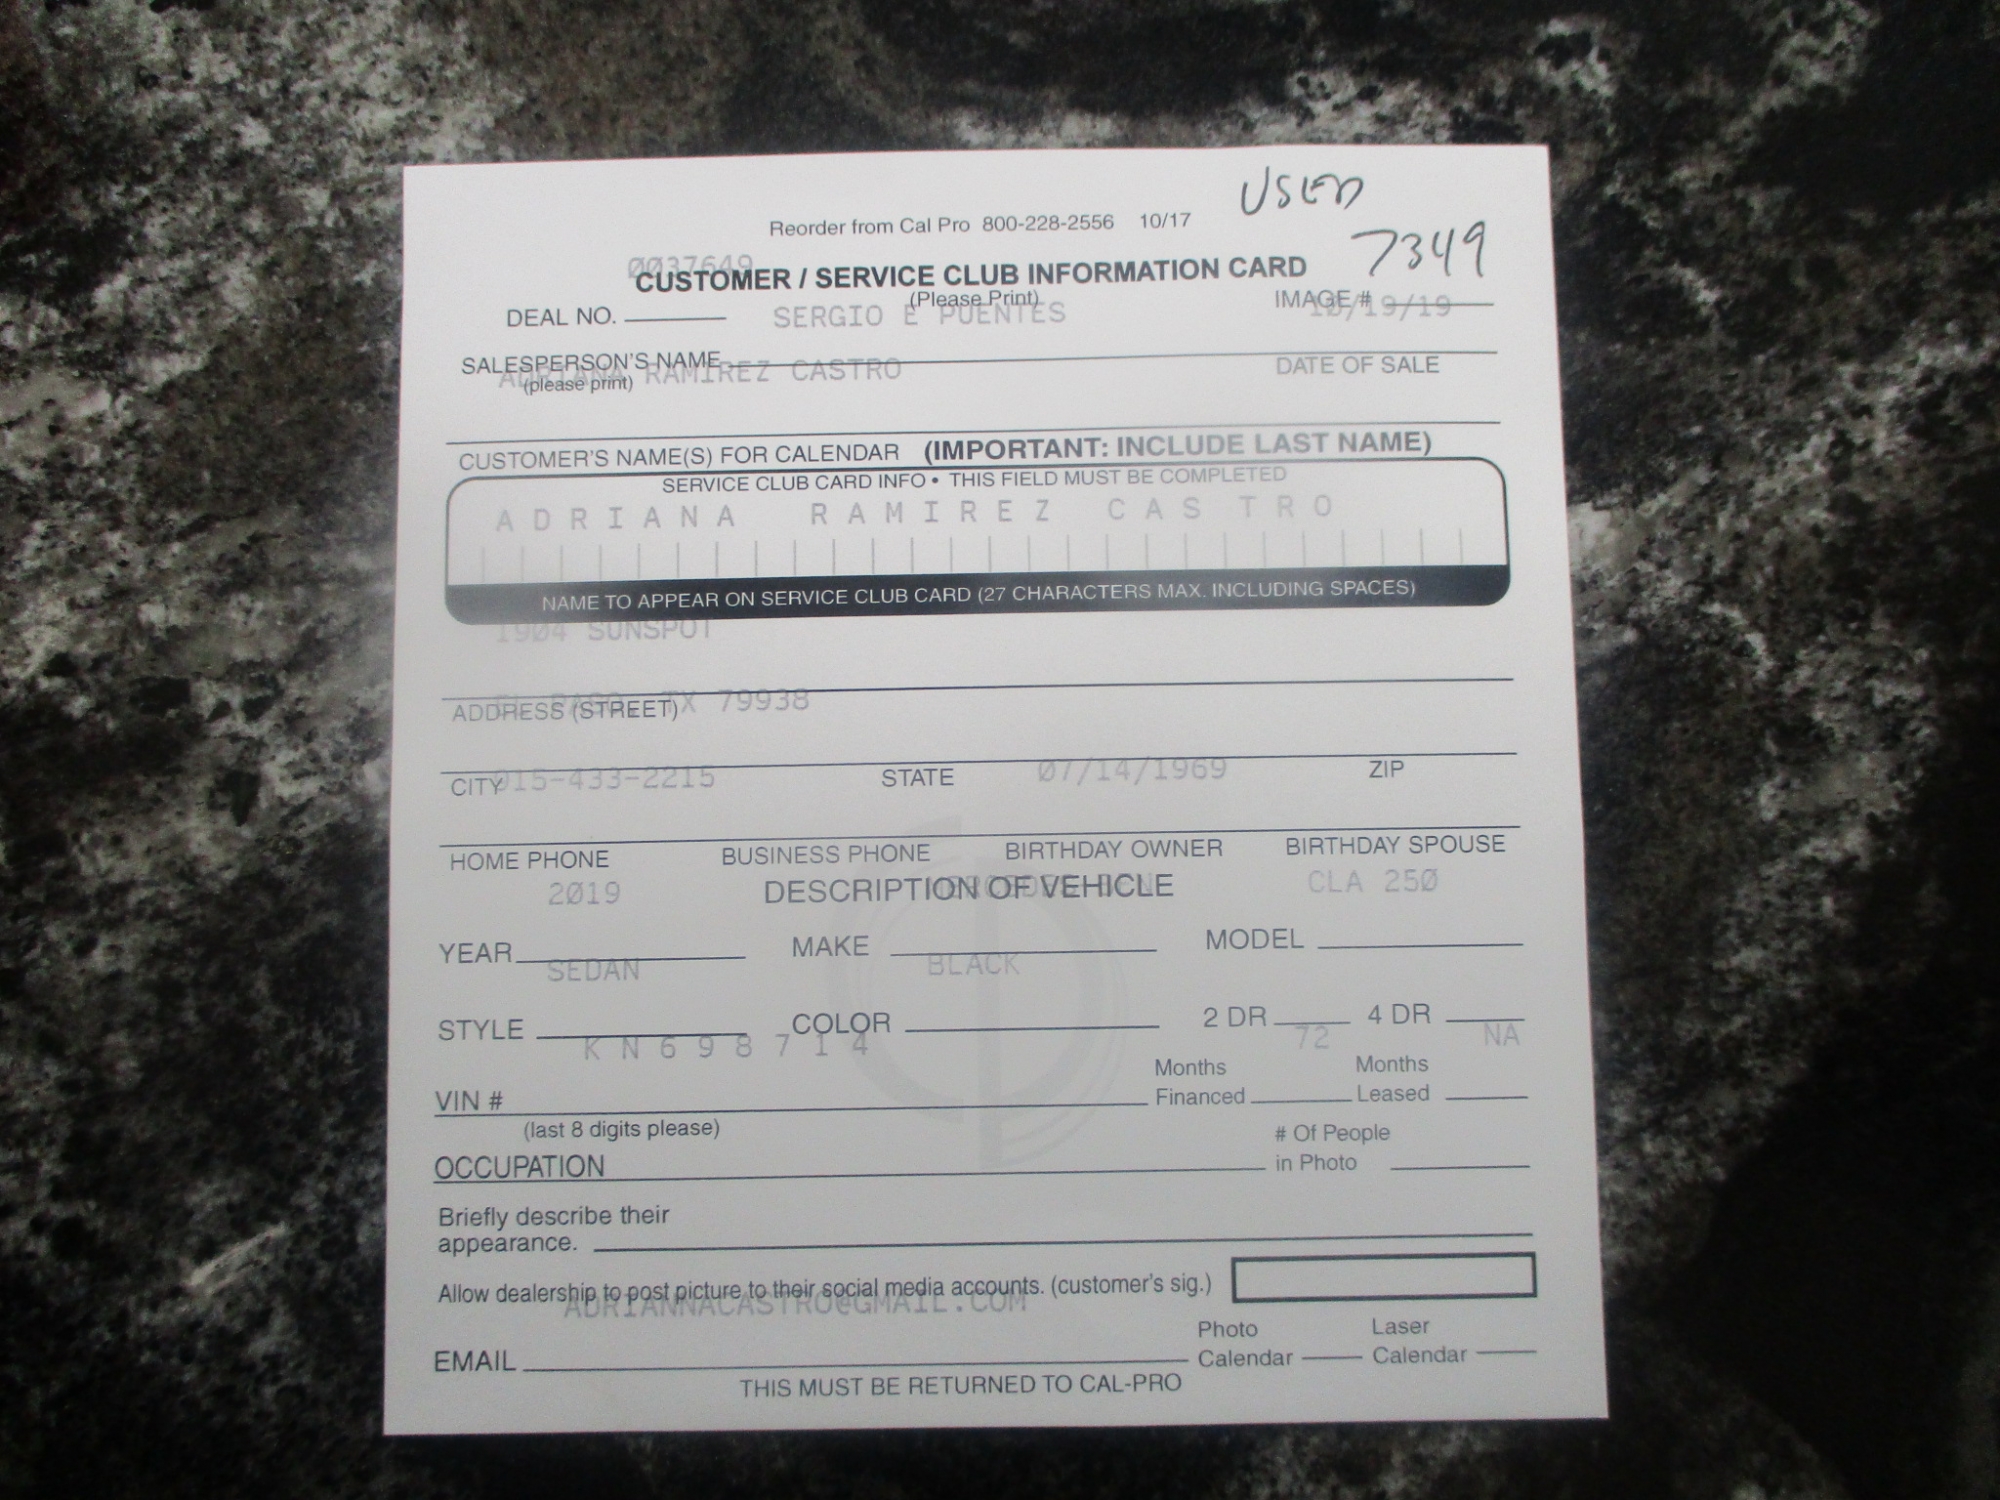 USED
Reorder from Cal Pro 800-228-2556 10/17
7349
0037649
CUSTOMER / SERVICE CLUB INFORMATION CARD
(Please Print)
DEAL NO. SERGIO E PUENTES IMAGE # 10/19/19
SALESPERSON'S NAME DATE OF SALE
(please print)
ADRIANA RAMIREZ CASTRO
CUSTOMER'S NAME(S) FOR CALENDAR (IMPORTANT: INCLUDE LAST NAME)
SERVICE CLUB CARD INFO • THIS FIELD MUST BE COMPLETED
ADRIANA RAMIREZ CASTRO
NAME TO APPEAR ON SERVICE CLUB CARD (27 CHARACTERS MAX. INCLUDING SPACES)
1904 SUNSPOT
EL PASO, TX 79938
ADDRESS (STREET)
915-433-2215 07/14/1969
CITY STATE ZIP
HOME PHONE BUSINESS PHONE BIRTHDAY OWNER BIRTHDAY SPOUSE
2019 DESCRIPTION OF VEHICLE CLA 250
YEAR MAKE MODEL
SEDAN BLACK
STYLE COLOR 2 DR 4 DR
KN698714 72 NA
Months Months
VIN # Financed Leased
(last 8 digits please)
# Of People
OCCUPATION in Photo
Briefly describe their
appearance.
Allow dealership to post picture to their social media accounts. (customer's sig.)
ADRIANNACASTRO@GMAIL.COM
Photo Laser
EMAIL Calendar Calendar
THIS MUST BE RETURNED TO CAL-PRO